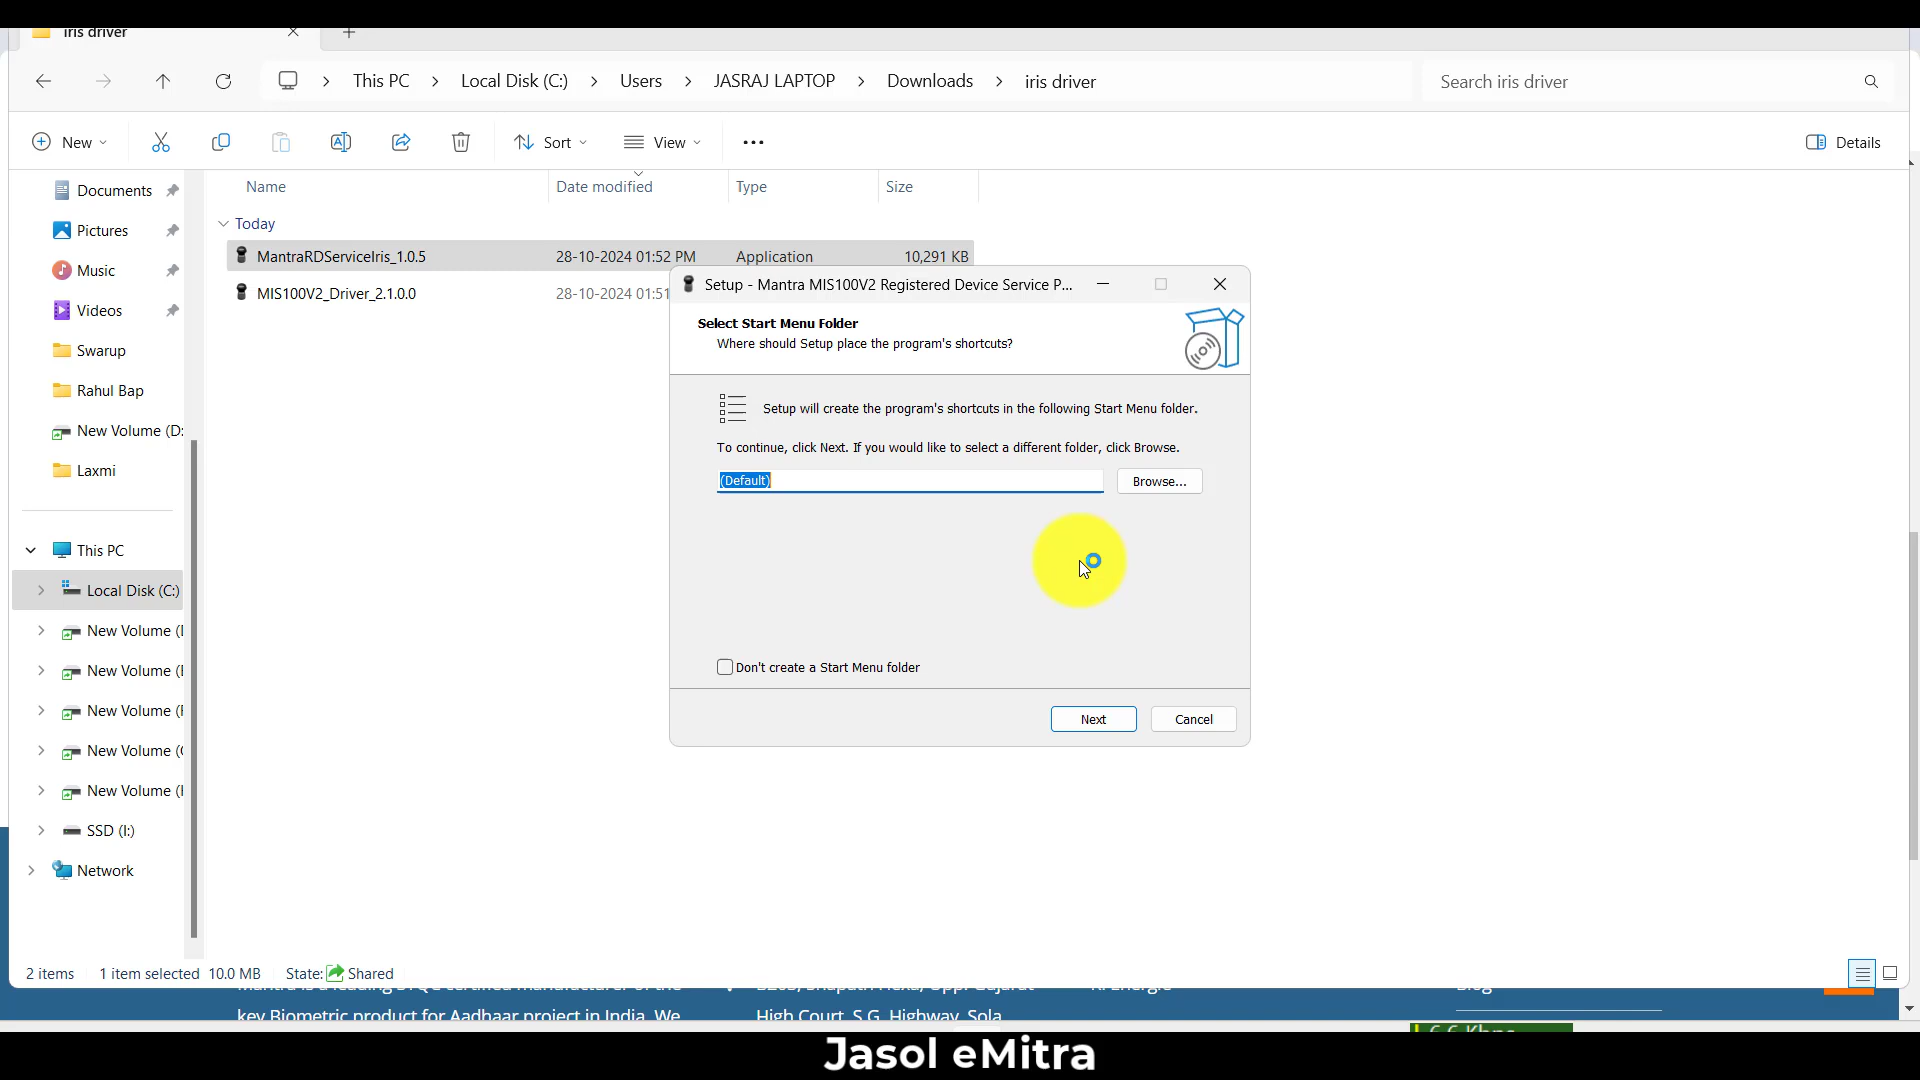 iris driver
This PC > Local Disk (C:) > Users > JASRAJ LAPTOP > Downloads > iris driver
Search iris driver
New
Sort
View
Details
Name Date modified Type Size
Documents
Pictures
Music
Videos
Swarup
Rahul Bap
New Volume (D:
Laxmi
This PC
Local Disk (C:)
New Volume (
New Volume (
New Volume (
New Volume (
New Volume (
SSD (I:)
Network
Today
MantraRDServiceIris_1.0.5 28-10-2024 01:52 PM Application 10,291 KB
MIS100V2_Driver_2.1.0.0 28-10-2024 01:51
Setup - Mantra MIS100V2 Registered Device Service P...
Select Start Menu Folder
Where should Setup place the program's shortcuts?
Setup will create the program's shortcuts in the following Start Menu folder.
To continue, click Next. If you would like to select a different folder, click Browse.
(Default)
Browse...
Don't create a Start Menu folder
Next
Cancel
2 items 1 item selected 10.0 MB State: Shared
key Biometric product for Aadhaar project in India. We
High Court, S.G. Highway, Sola
Jasol eMitra